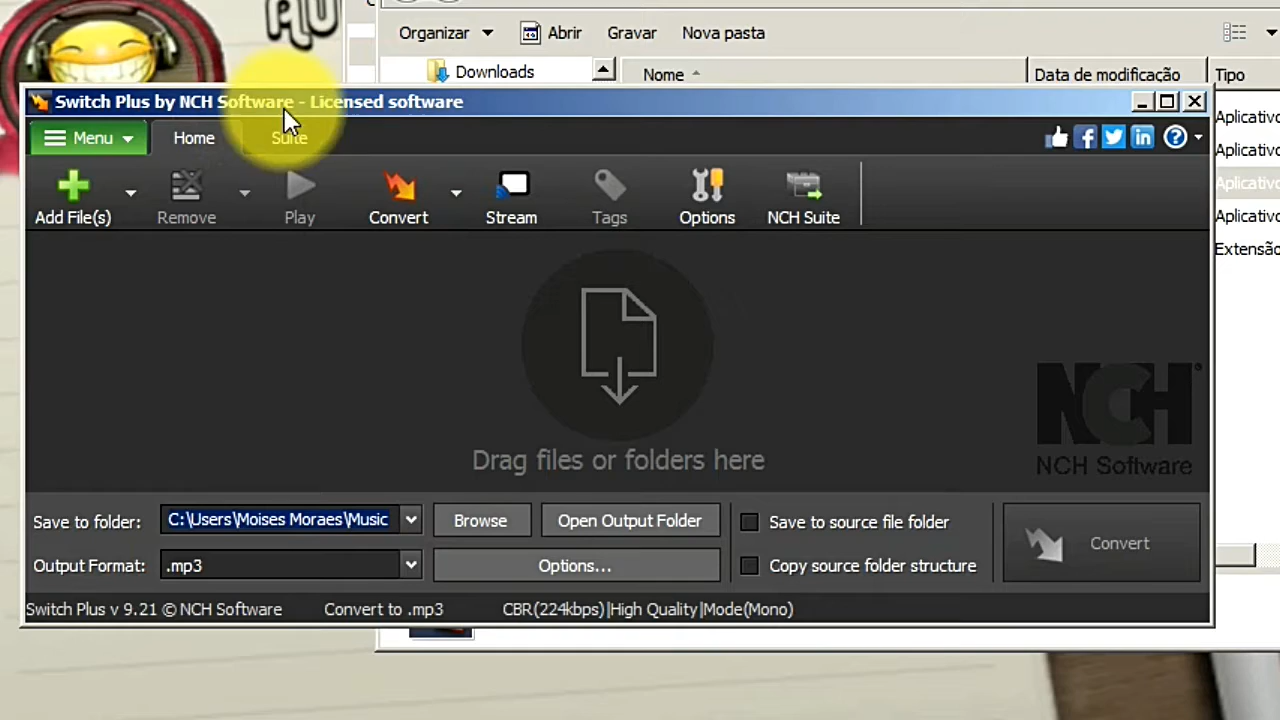 Organizar Abrir Gravar Nova pasta
Downloads Nome Data de modificação Tipo
Switch Plus by NCH Software - Licensed software
Menu Home Suite
Add File(s) Remove Play Convert Stream Tags Options NCH Suite
Aplicativo
Aplicativo
Aplicativo
Aplicativo
Extensão
Drag files or folders here
NCH
NCH Software
Save to folder: C:\Users\Moises Moraes\Music Browse Open Output Folder Save to source file folder Convert
Output Format: .mp3 Options... Copy source folder structure
Switch Plus v 9.21 © NCH Software Convert to .mp3 CBR(224kbps)|High Quality|Mode(Mono)